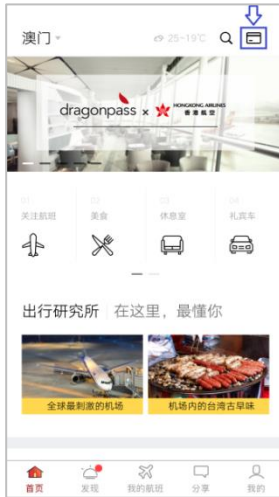 澳门
25~19℃
dragonpass × HONGKONG AIRLINES
香港航空
01
02
03
04
关注航班
美食
休息室
礼宾车
出行研究所 在这里，最懂你
全球最刺激的机场
机场内的台湾古早味
首页
发现
我的航班
分享
我的